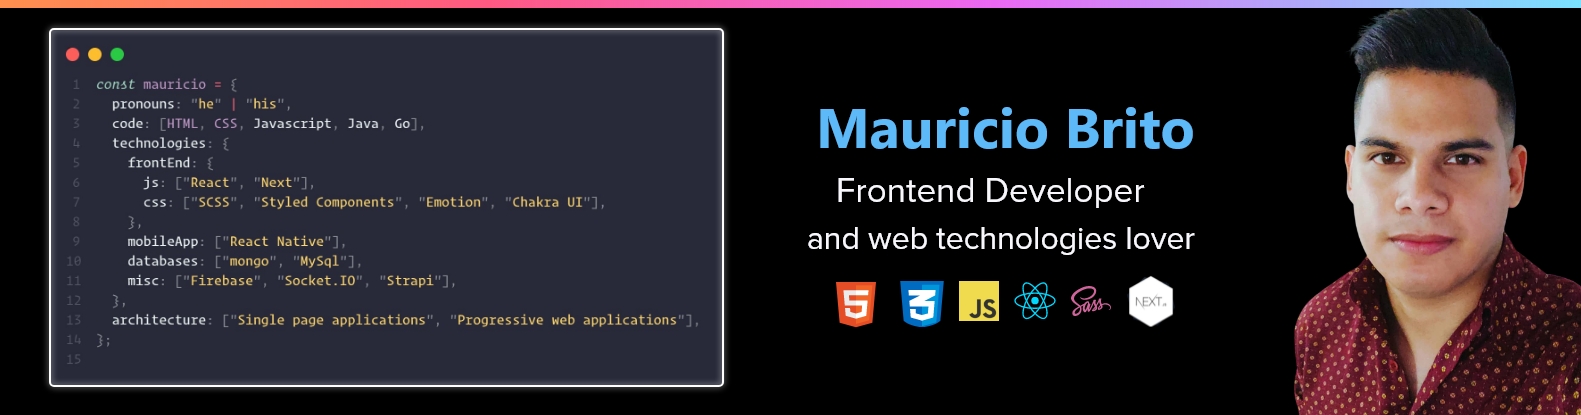 1 const mauricio = {
2 pronouns: "he" | "his",
3 code: [HTML, CSS, Javascript, Java, Go],
4 technologies: {
5 frontEnd: {
6 js: ["React", "Next"],
7 css: ["SCSS", "Styled Components", "Emotion", "Chakra UI"],
8 },
9 mobileApp: ["React Native"],
10 databases: ["mongo", "MySql"],
11 misc: ["Firebase", "Socket.IO", "Strapi"],
12 },
13 architecture: ["Single page applications", "Progressive web applications"],
14 };
15
Mauricio Brito
Frontend Developer
and web technologies lover
5 3 JS Sass NEXT.js